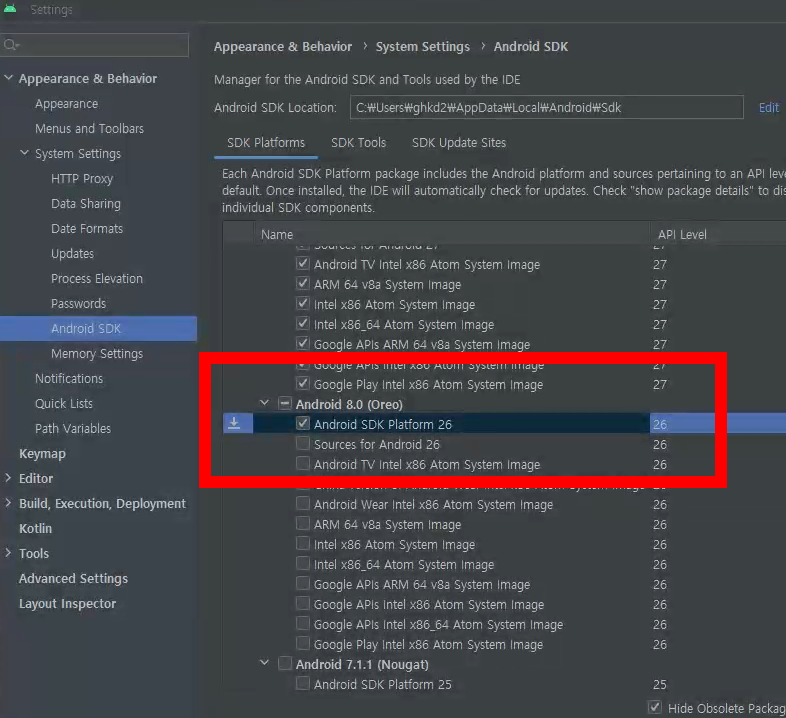 Settings
Appearance & Behavior
Appearance
Menus and Toolbars
System Settings
HTTP Proxy
Data Sharing
Date Formats
Updates
Process Elevation
Passwords
Android SDK
Memory Settings
Notifications
Quick Lists
Path Variables
Keymap
Editor
Build, Execution, Deployment
Kotlin
Tools
Advanced Settings
Layout Inspector
Appearance & Behavior › System Settings › Android SDK
Manager for the Android SDK and Tools used by the IDE
Android SDK Location: C:₩Users₩ghkd2₩AppData₩Local₩Android₩Sdk Edit
SDK Platforms SDK Tools SDK Update Sites
Each Android SDK Platform package includes the Android platform and sources pertaining to an API leve
default. Once installed, the IDE will automatically check for updates. Check "show package details" to dis
individual SDK components.
Name API Level
Sources for Android 27 27
Android TV Intel x86 Atom System Image 27
ARM 64 v8a System Image 27
Intel x86 Atom System Image 27
Intel x86_64 Atom System Image 27
Google APIs ARM 64 v8a System Image 27
Google APIs Intel x86 Atom System Image 27
Google Play Intel x86 Atom System Image 27
Android 8.0 (Oreo)
Android SDK Platform 26 26
Sources for Android 26 26
Android TV Intel x86 Atom System Image 26
China version of Android Wear Intel x86 Atom System Image 26
Android Wear Intel x86 Atom System Image 26
ARM 64 v8a System Image 26
Intel x86 Atom System Image 26
Intel x86_64 Atom System Image 26
Google APIs ARM 64 v8a System Image 26
Google APIs Intel x86 Atom System Image 26
Google APIs Intel x86_64 Atom System Image 26
Google Play Intel x86 Atom System Image 26
Android 7.1.1 (Nougat)
Android SDK Platform 25 25
Hide Obsolete Packag